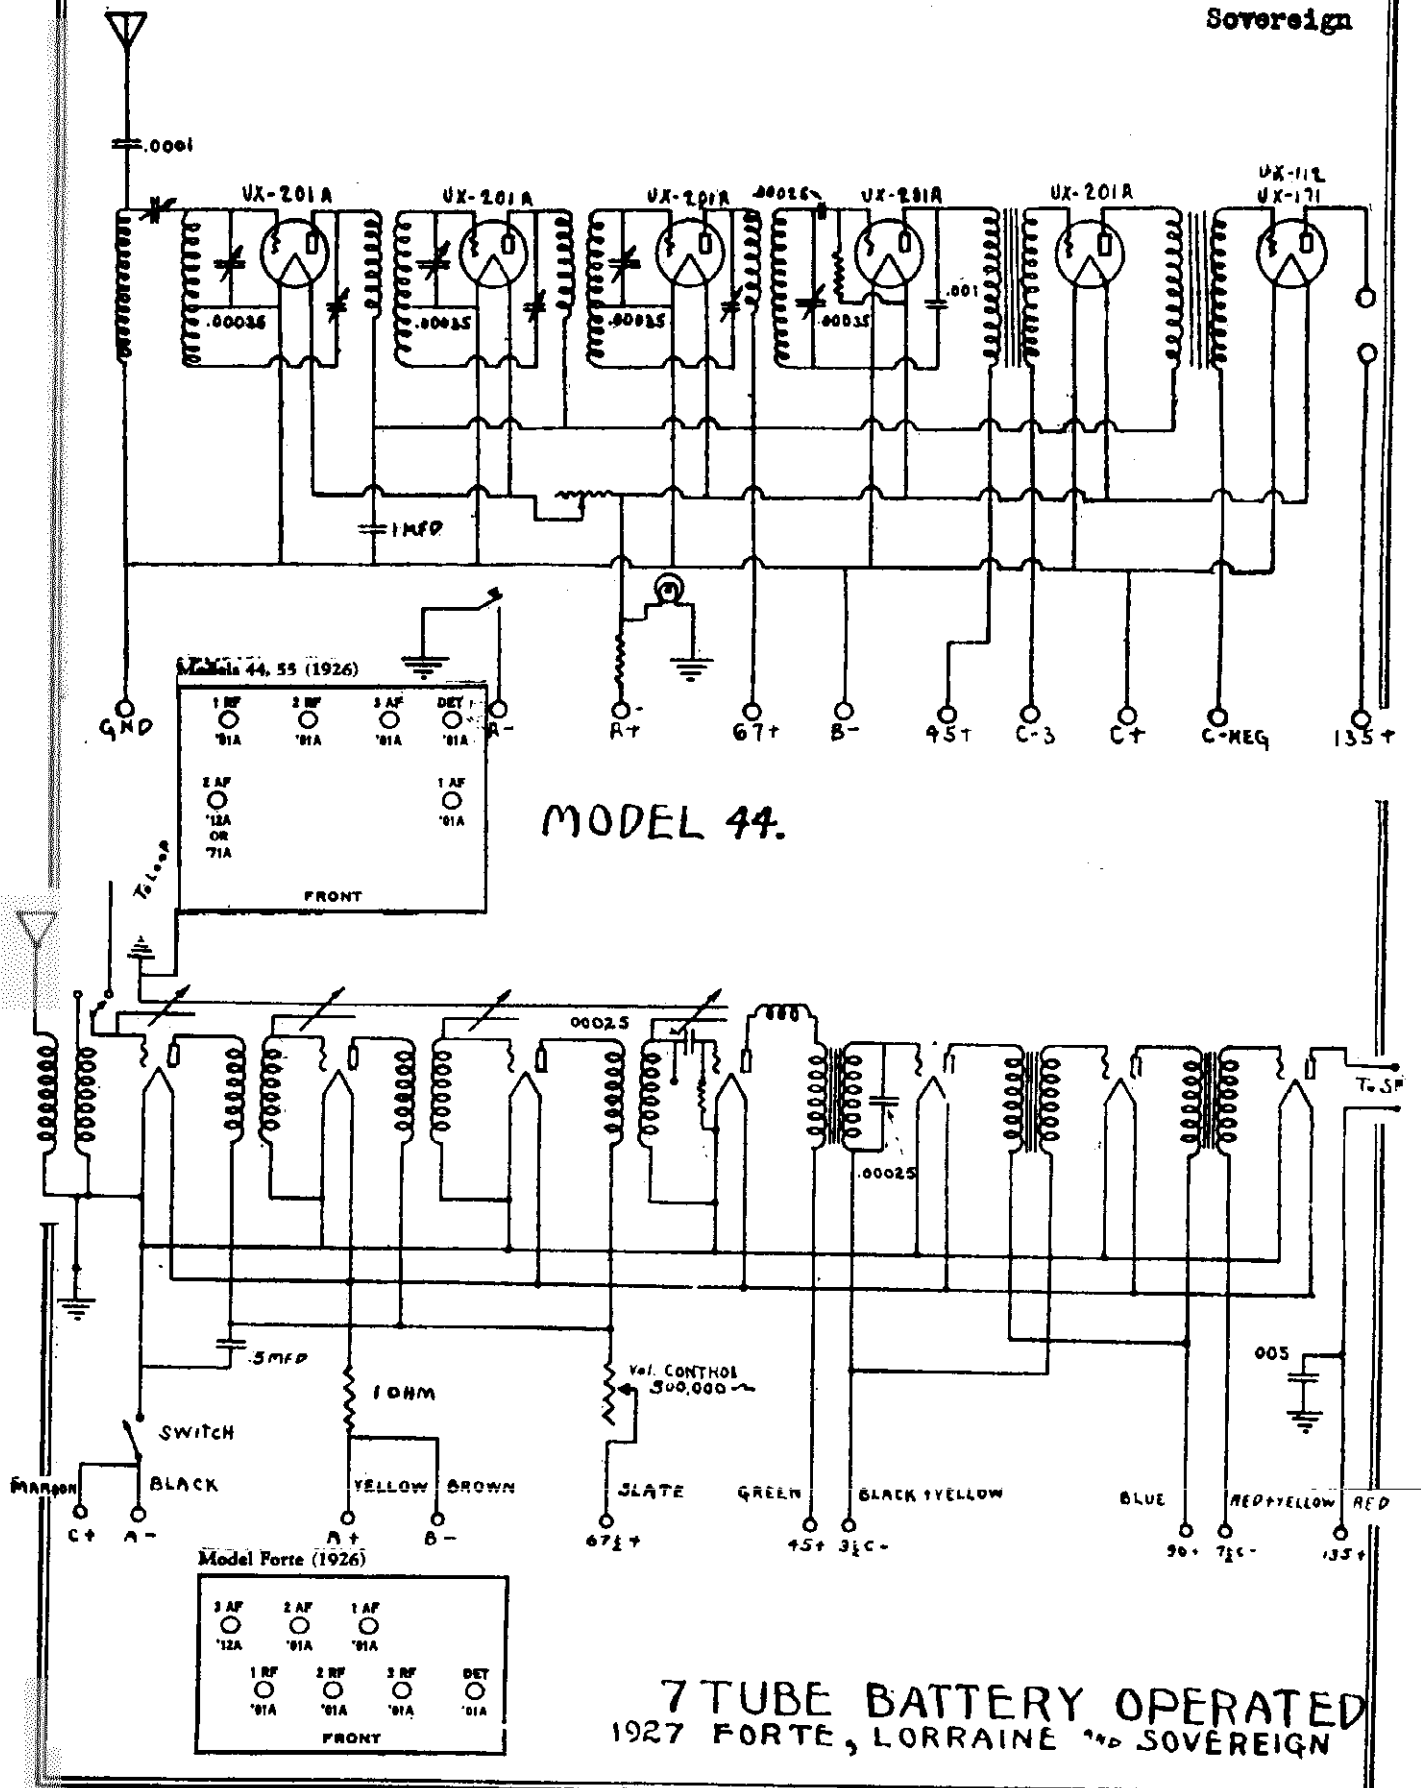 Sovereign
.0001
UX-201A
UX-201A
UX-201A
.00025
UX-201A
UX-201A
UX-112
UX-171
.00035
.00035
.00035
.00035
.001
1 MFD
Models 44, 55 (1926)
1 RF
2 RF
3 AF
DET
'01A
'01A
'01A
'01A
2 AF
1 AF
'12A
'01A
OR
'71A
FRONT
GND
A-
A+
67+
B-
45+
C-3
C+
C-NEG
135+
MODEL 44.
To Loop
00025
To SP
.00025
.5 MFD
1 OHM
Vol. CONTROL
500,000~
005
SWITCH
MAROON
BLACK
YELLOW
BROWN
SLATE
GREEN
BLACK+YELLOW
BLUE
RED+YELLOW
RED
C+
A-
A+
B-
67½+
45+
3½C-
90+
7½C-
135+
Model Forte (1926)
3 AF
2 AF
1 AF
'12A
'01A
'01A
1 RF
2 RF
3 RF
DET
'01A
'01A
'01A
'01A
FRONT
7 TUBE BATTERY OPERATED
1927 FORTE, LORRAINE AND SOVEREIGN